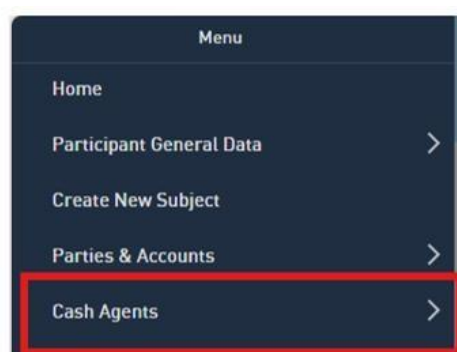 Menu
Home
Participant General Data
Create New Subject
Parties & Accounts
Cash Agents